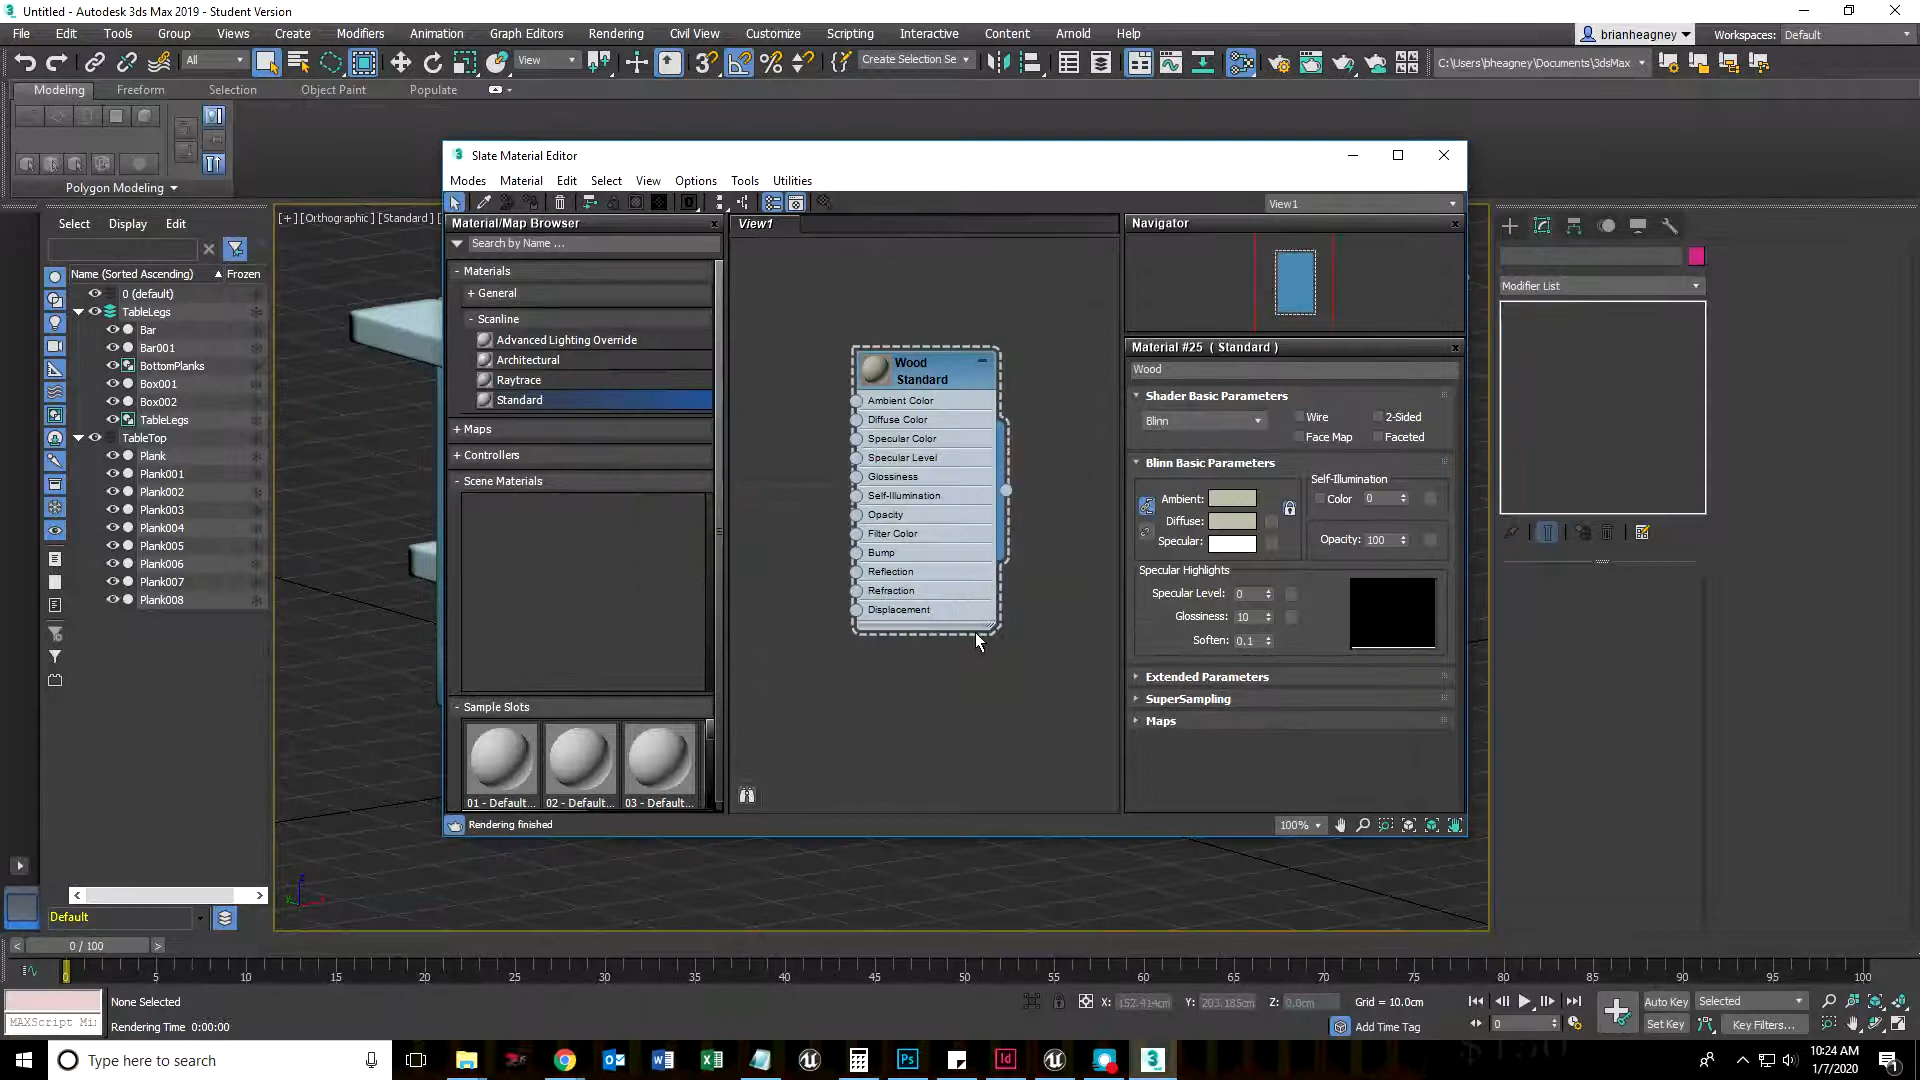 Untitled - Autodesk 3ds Max 2019 - Student Version
File Edit Tools Group Views Create Modifiers Animation Graph Editors Rendering Civil View Customize Scripting Interactive Content Arnold Help
brianheagney Workspaces: Default
All View Create Selection Se C:\Users\bheagney\Documents\3dsMax
Modeling Freeform Selection Object Paint Populate
Polygon Modeling
Slate Material Editor
Modes Material Edit Select View Options Tools Utilities
View1
Select Display Edit
[+] [Orthographic] [Standard]
Material/Map Browser
View1
Navigator
Search by Name ...
Name (Sorted Ascending) Frozen
0 (default)
TableLegs
Bar
Bar001
BottomPlanks
Box001
Box002
TableLegs
TableTop
Plank
Plank001
Plank002
Plank003
Plank004
Plank005
Plank006
Plank007
Plank008
- Materials
+ General
- Scanline
Advanced Lighting Override
Architectural
Raytrace
Standard
+ Maps
+ Controllers
- Scene Materials
- Sample Slots
01 - Default... 02 - Default... 03 - Default...
Rendering finished
Wood
Standard
Ambient Color
Diffuse Color
Specular Color
Specular Level
Glossiness
Self-Illumination
Opacity
Filter Color
Bump
Reflection
Refraction
Displacement
Material #25 ( Standard )
Wood
Shader Basic Parameters
Blinn Wire 2-Sided
Face Map Faceted
Blinn Basic Parameters
Self-Illumination
Ambient: Color 0
Diffuse:
Specular: Opacity: 100
Specular Highlights
Specular Level: 0
Glossiness: 10
Soften: 0.1
Extended Parameters
SuperSampling
Maps
100%
Modifier List
Default
0 / 100
0 5 10 15 20 25 30 35 40 45 50 55 60 65 70 75 80 85 90 95 100
None Selected
X: 152.414cm Y: 203.185cm Z: 0.0cm Grid = 10.0cm
Auto Key Selected
MAXScript Mi
Rendering Time 0:00:00
Add Time Tag
0
Set Key Key Filters...
Type here to search
10:24 AM
1/7/2020